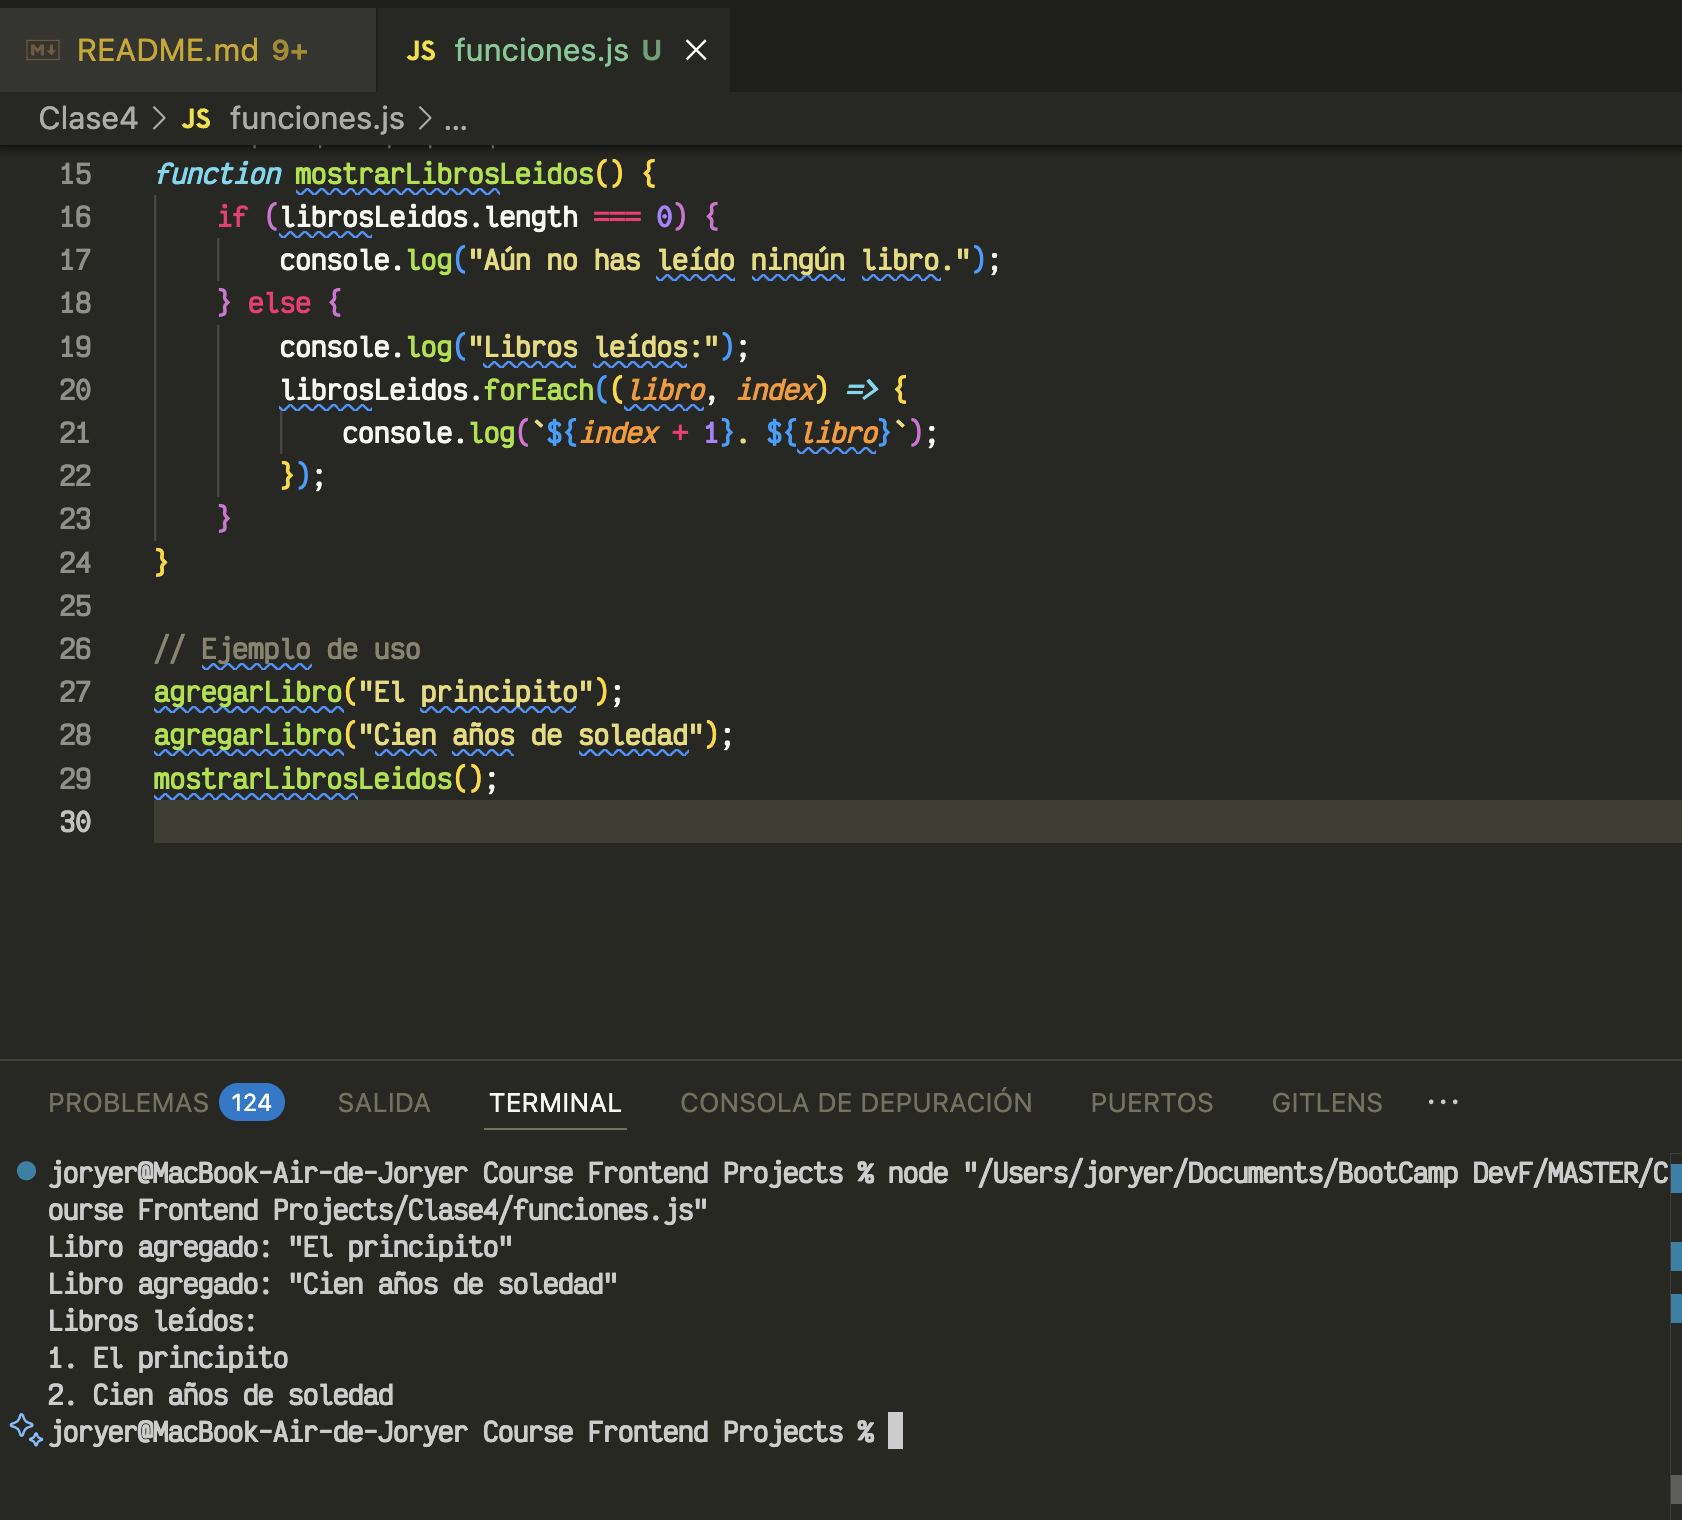 README.md 9+
JS funciones.js U
Clase4 > JS funciones.js > ...
15 function mostrarLibrosLeidos() {
16 if (librosLeidos.length === 0) {
17 console.log("Aún no has leído ningún libro.");
18 } else {
19 console.log("Libros leídos:");
20 librosLeidos.forEach((libro, index) => {
21 console.log(`${index + 1}. ${libro}`);
22 });
23 }
24 }
25
26 // Ejemplo de uso
27 agregarLibro("El principito");
28 agregarLibro("Cien años de soledad");
29 mostrarLibrosLeidos();
30
PROBLEMAS 124 SALIDA TERMINAL CONSOLA DE DEPURACIÓN PUERTOS GITLENS ...
joryer@MacBook-Air-de-Joryer Course Frontend Projects % node "/Users/joryer/Documents/BootCamp DevF/MASTER/C
ourse Frontend Projects/Clase4/funciones.js"
Libro agregado: "El principito"
Libro agregado: "Cien años de soledad"
Libros leídos:
1. El principito
2. Cien años de soledad
joryer@MacBook-Air-de-Joryer Course Frontend Projects %